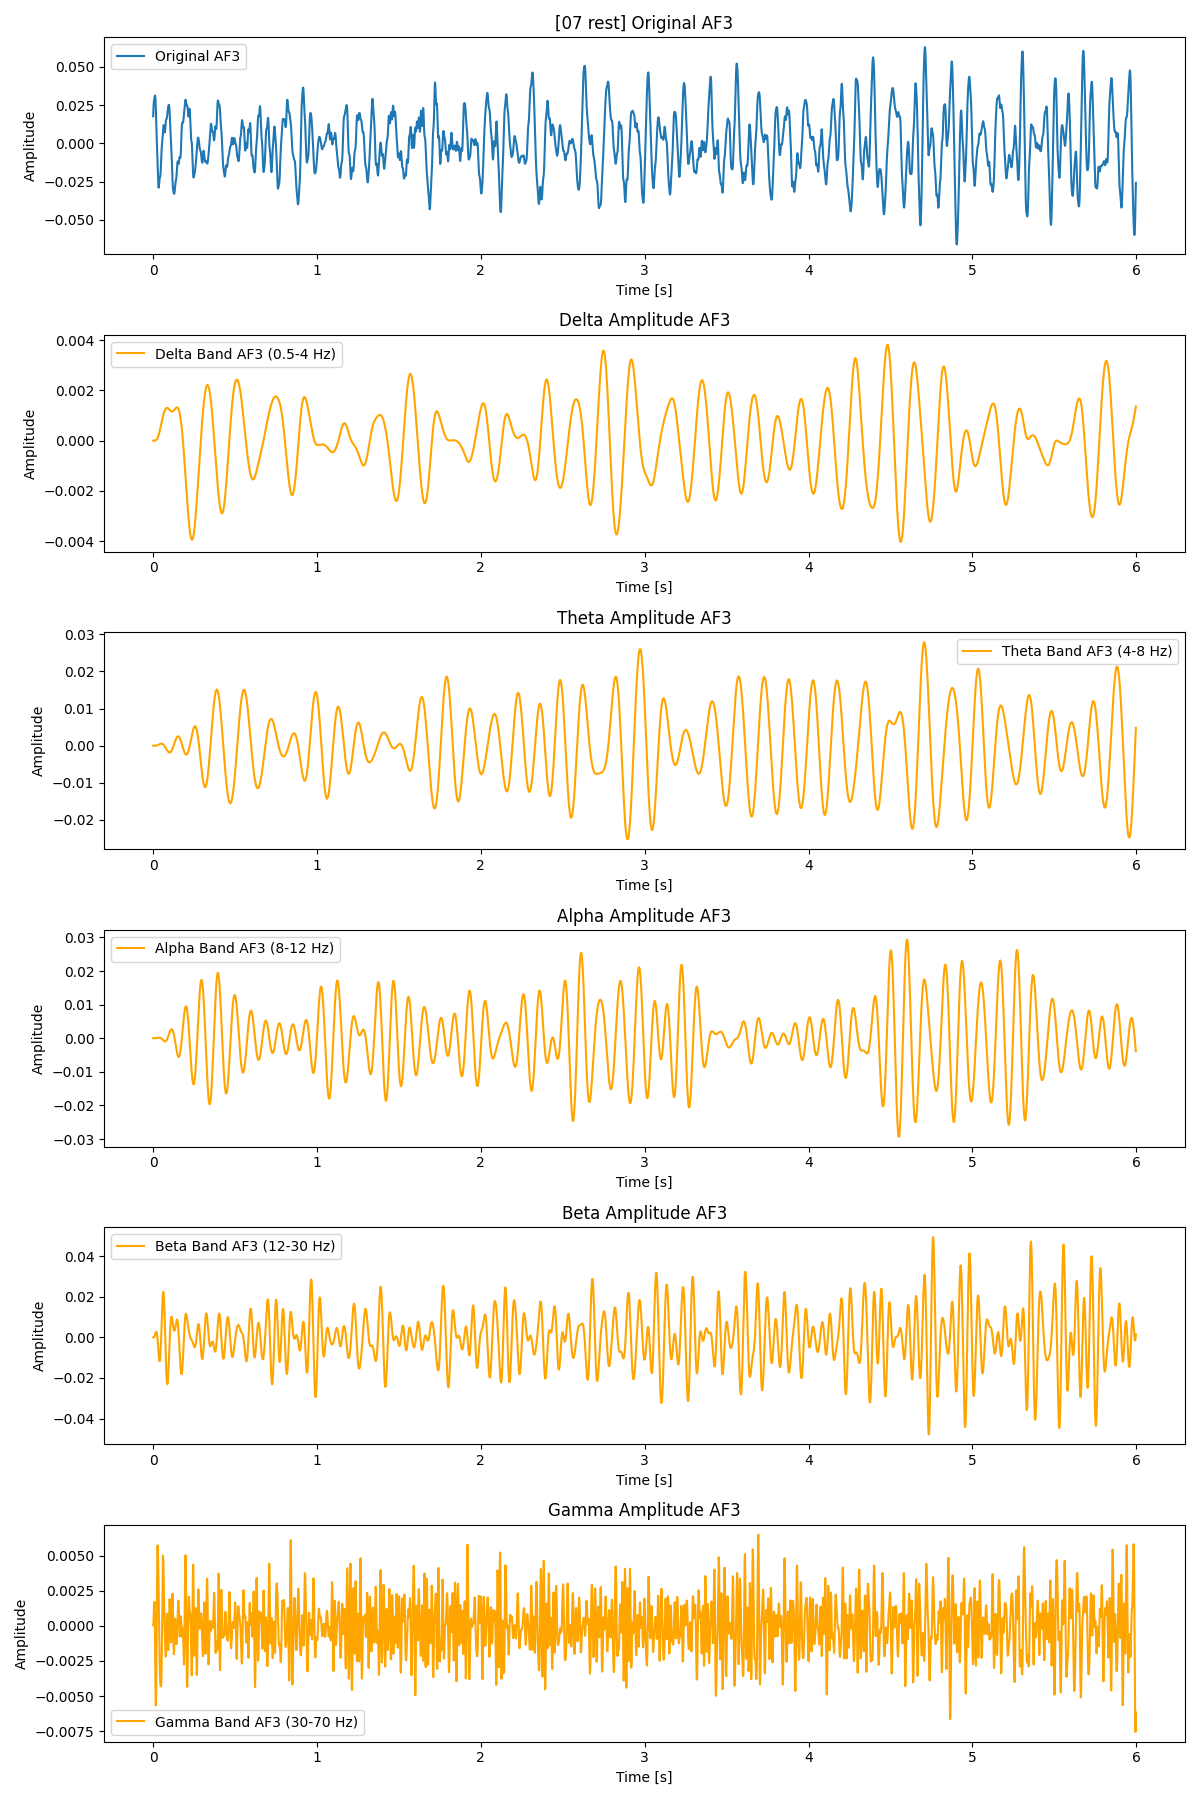 [07 rest] Original AF3
Original AF3
0.050
0.025
0.000
−0.025
−0.050
Amplitude
0 1 2 3 4 5 6
Time [s]
Delta Amplitude AF3
Delta Band AF3 (0.5-4 Hz)
0.004
0.002
0.000
−0.002
−0.004
Amplitude
0 1 2 3 4 5 6
Time [s]
Theta Amplitude AF3
Theta Band AF3 (4-8 Hz)
0.03
0.02
0.01
0.00
−0.01
−0.02
Amplitude
0 1 2 3 4 5 6
Time [s]
Alpha Amplitude AF3
Alpha Band AF3 (8-12 Hz)
0.03
0.02
0.01
0.00
−0.01
−0.02
−0.03
Amplitude
0 1 2 3 4 5 6
Time [s]
Beta Amplitude AF3
Beta Band AF3 (12-30 Hz)
0.04
0.02
0.00
−0.02
−0.04
Amplitude
0 1 2 3 4 5 6
Time [s]
Gamma Amplitude AF3
0.0050
0.0025
0.0000
−0.0025
−0.0050
−0.0075
Amplitude
Gamma Band AF3 (30-70 Hz)
0 1 2 3 4 5 6
Time [s]